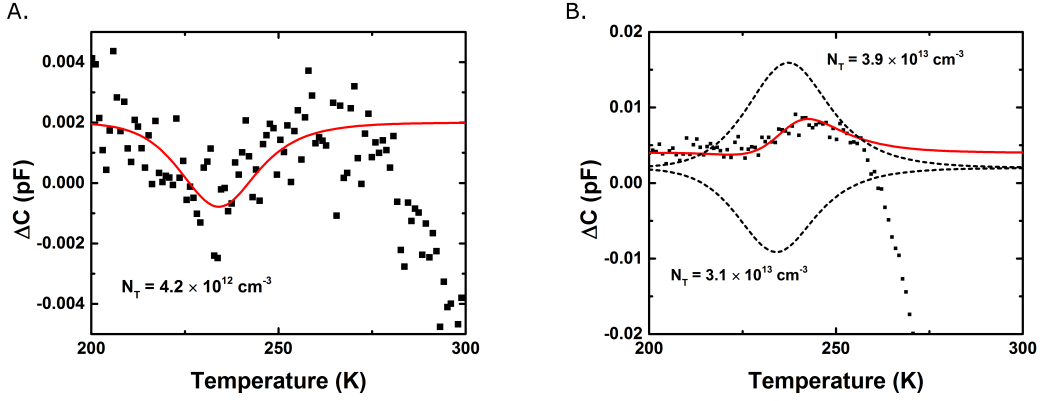 A.
0.004
0.002
0.000
-0.002
-0.004
ΔC (pF)
N_T = 4.2 × 10^12 cm^-3
200
250
300
Temperature (K)
B.
0.02
0.01
0.00
-0.01
-0.02
ΔC (pF)
N_T = 3.9 × 10^13 cm^-3
N_T = 3.1 × 10^13 cm^-3
200
250
300
Temperature (K)